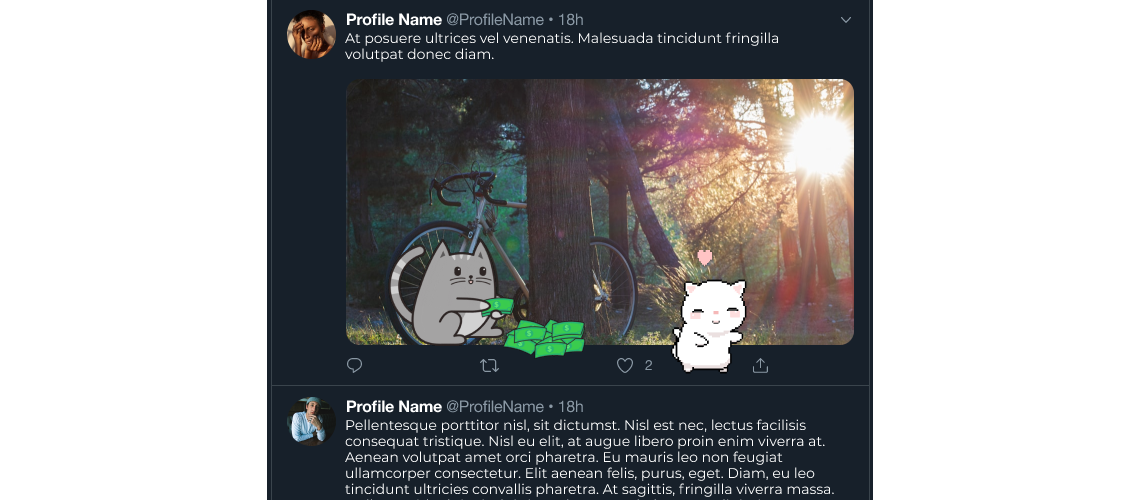 Profile Name @ProfileName • 18h
At posuere ultrices vel venenatis. Malesuada tincidunt fringilla
volutpat donec diam.
2
Profile Name @ProfileName • 18h
Pellentesque porttitor nisl, sit dictumst. Nisl est nec, lectus facilisis
consequat tristique. Nisl eu elit, at augue libero proin enim viverra at.
Aenean volutpat amet orci pharetra. Eu mauris leo non feugiat
ullamcorper consectetur. Elit aenean felis, purus, eget. Diam, eu leo
tincidunt ultricies convallis pharetra. At sagittis, fringilla viverra massa.